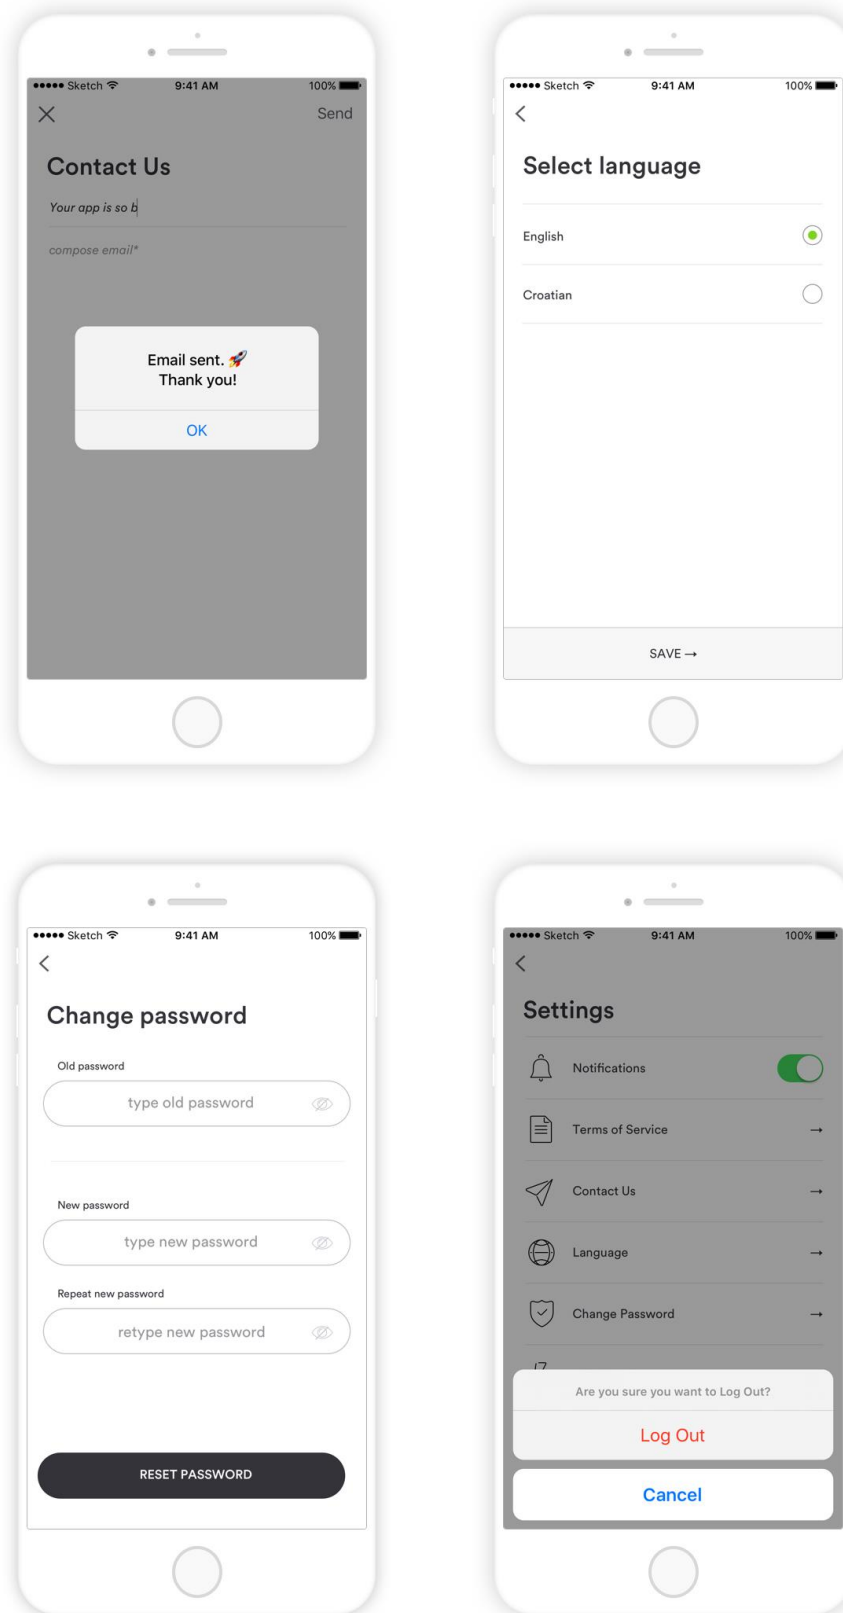 Sketch 9:41 AM 100%
Send
Contact Us
Your app is so b
compose email*
Email sent. 🚀
Thank you!
OK
Sketch 9:41 AM 100%
Select language
English
Croatian
SAVE →
Sketch 9:41 AM 100%
Change password
Old password
type old password
New password
type new password
Repeat new password
retype new password
RESET PASSWORD
Sketch 9:41 AM 100%
Settings
Notifications
Terms of Service →
Contact Us →
Language →
Change Password →
Are you sure you want to Log Out?
Log Out
Cancel